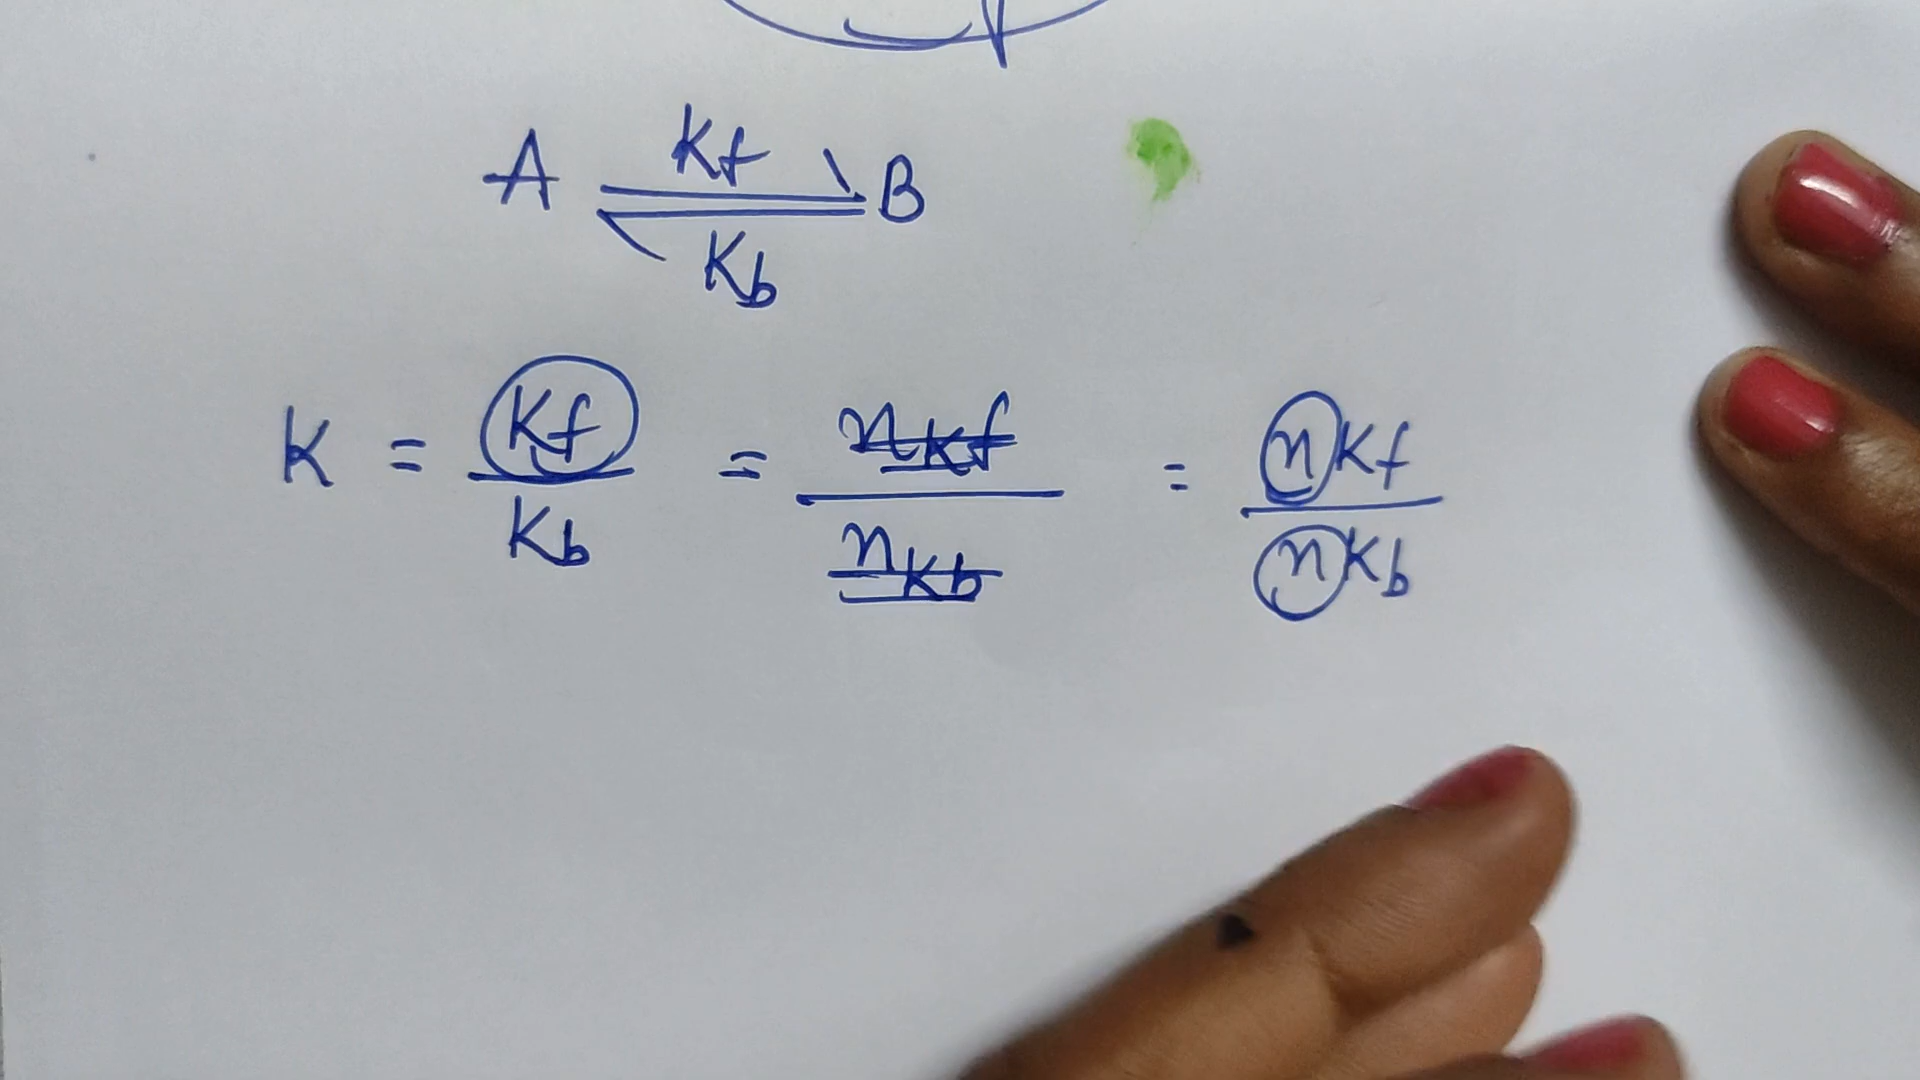 A ⇌ B
Kf
Kb
K = Kf/Kb = nKf/nKb = nKf/nKb